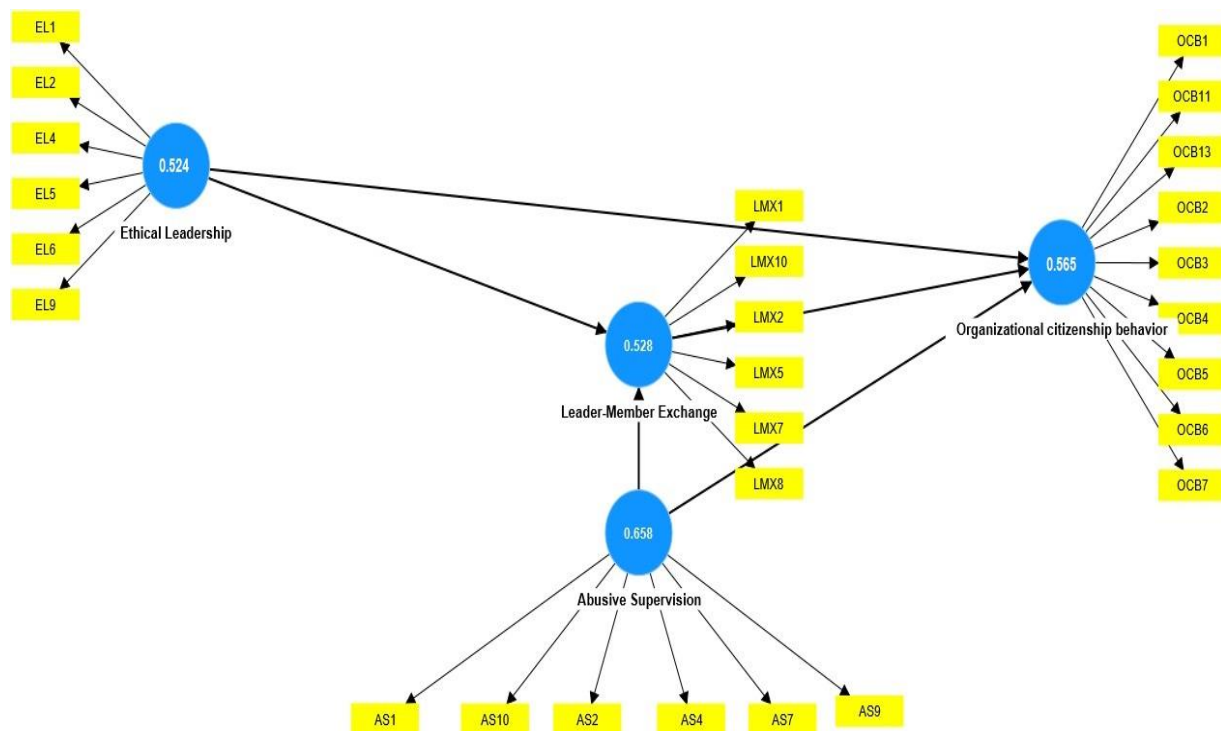 EL1
EL2
EL4
EL5
EL6
EL9
0.524
Ethical Leadership
LMX1
LMX10
LMX2
LMX5
LMX7
LMX8
0.528
Leader-Member Exchange
OCB1
OCB11
OCB13
OCB2
OCB3
OCB4
OCB5
OCB6
OCB7
0.565
Organizational citizenship behavior
0.658
Abusive Supervision
AS1
AS10
AS2
AS4
AS7
AS9